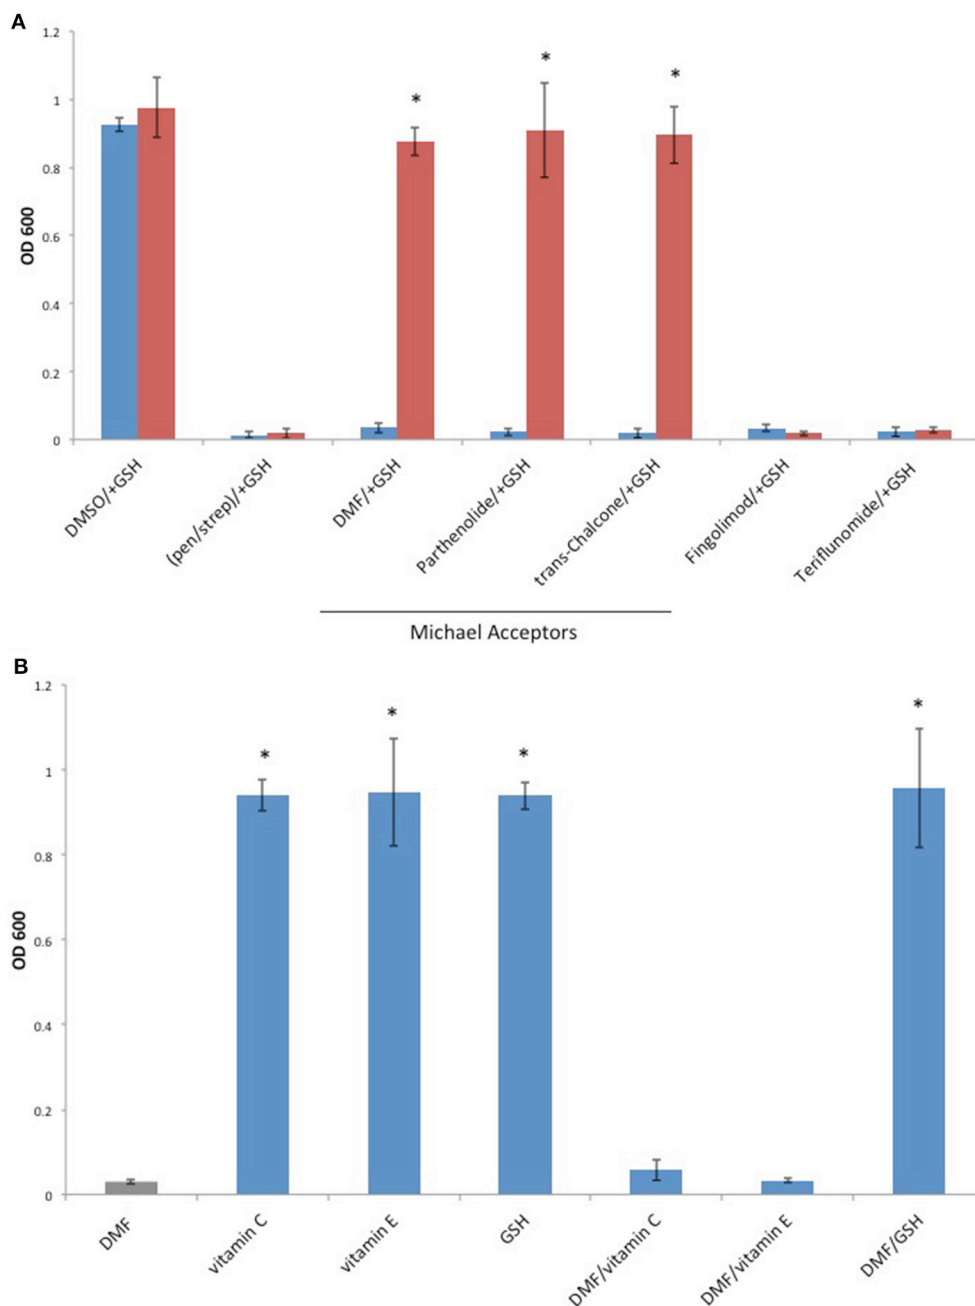 A
1.2
1
0.8
0.6
0.4
0.2
0
OD 600
* * *
DMSO/+GSH
(pen/strep)/+GSH
DMF/+GSH
Parthenolide/+GSH
trans-Chalcone/+GSH
Fingolimod/+GSH
Teriflunomide/+GSH
Michael Acceptors
B
1.2
1
0.8
0.6
0.4
0.2
0
OD 600
* * * *
DMF
vitamin C
vitamin E
GSH
DMF/vitamin C
DMF/vitamin E
DMF/GSH